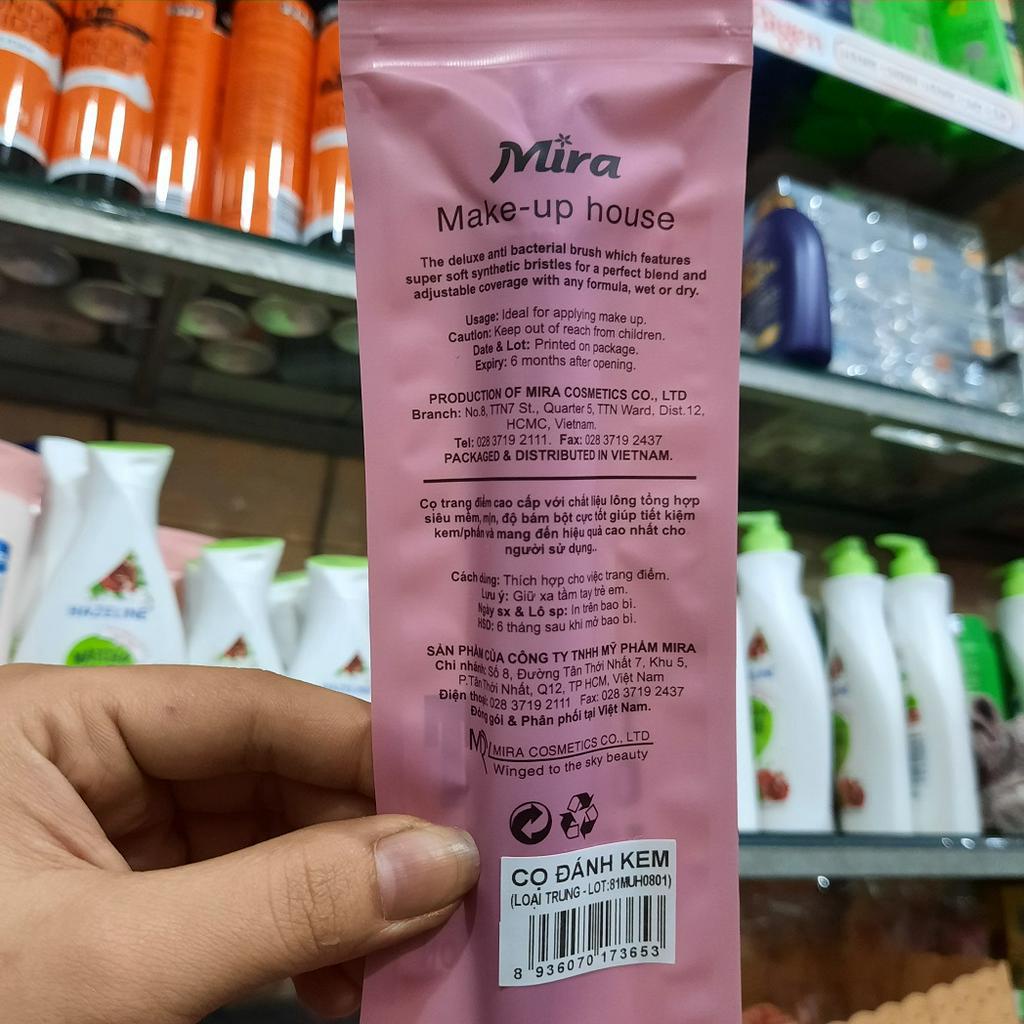 Mira
Make-up house
The deluxe anti bacterial brush which features
super soft synthetic bristles for a perfect blend and
adjustable coverage with any formula, wet or dry.
Usage: Ideal for applying make up.
Caution: Keep out of reach from children.
Date & Lot: Printed on package.
Expiry: 6 months after opening.
PRODUCTION OF MIRA COSMETICS CO., LTD
Branch: No.8, TTN7 St., Quarter 5, TTN Ward, Dist.12,
HCMC, Vietnam.
Tel: 028 3719 2111. Fax: 028 3719 2437
PACKAGED & DISTRIBUTED IN VIETNAM.
Cọ trang điểm cao cấp với chất liệu lông tổng hợp
siêu mềm, mịn, độ bám bột cực tốt giúp tiết kiệm
kem/phấn và mang đến hiệu quả cao nhất cho
người sử dụng..
Cách dùng: Thích hợp cho việc trang điểm.
Lưu ý: Giữ xa tầm tay trẻ em.
Ngày sx & Lô sp: In trên bao bì.
HSD: 6 tháng sau khi mở bao bì.
SẢN PHẨM CỦA CÔNG TY TNHH MỸ PHẨM MIRA
Chi nhánh: Số 8, Đường Tân Thới Nhất 7, Khu 5,
P.Tân Thới Nhất, Q12, TP HCM, Việt Nam
Điện thoại: 028 3719 2111 Fax: 028 3719 2437
Đóng gói & Phân phối tại Việt Nam.
MIRA COSMETICS CO., LTD
Winged to the sky beauty
CỌ ĐÁNH KEM
(LOẠI TRUNG - LOT:81MUH0801)
8 936070 173653
HAZELINE
MATCHA